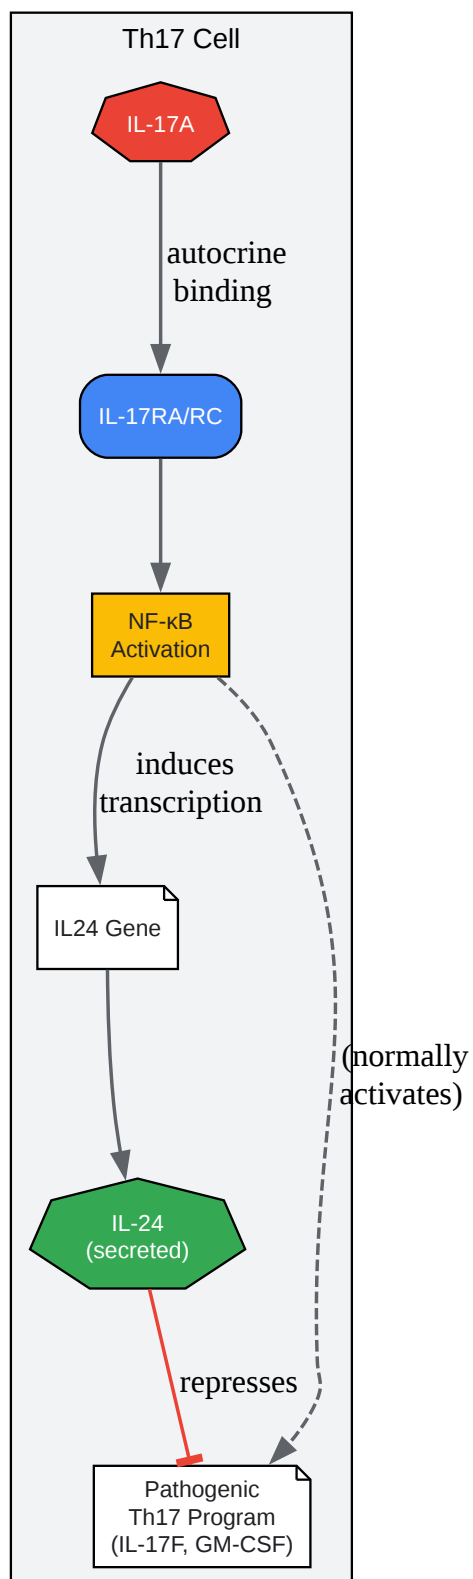 Th17 Cell
IL-17A
autocrine
binding
IL-17RA/RC
NF-κB
Activation
induces
transcription
IL24 Gene
(normally
activates)
IL-24
(secreted)
represses
Pathogenic
Th17 Program
(IL-17F, GM-CSF)